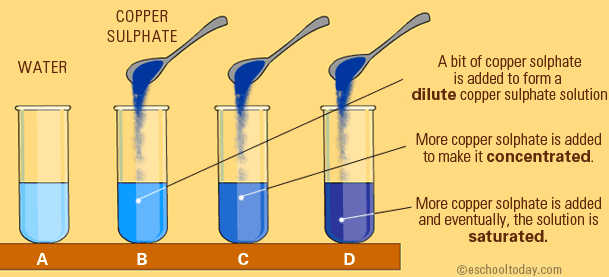 WATER
COPPER
SULPHATE
A bit of copper solphate
is added to form a
dilute copper sulphate solution
More copper solphate is added
to make it concentrated.
More copper solphate is added
and eventually, the solution is
saturated.
A
B
C
D
©eschooltoday.com